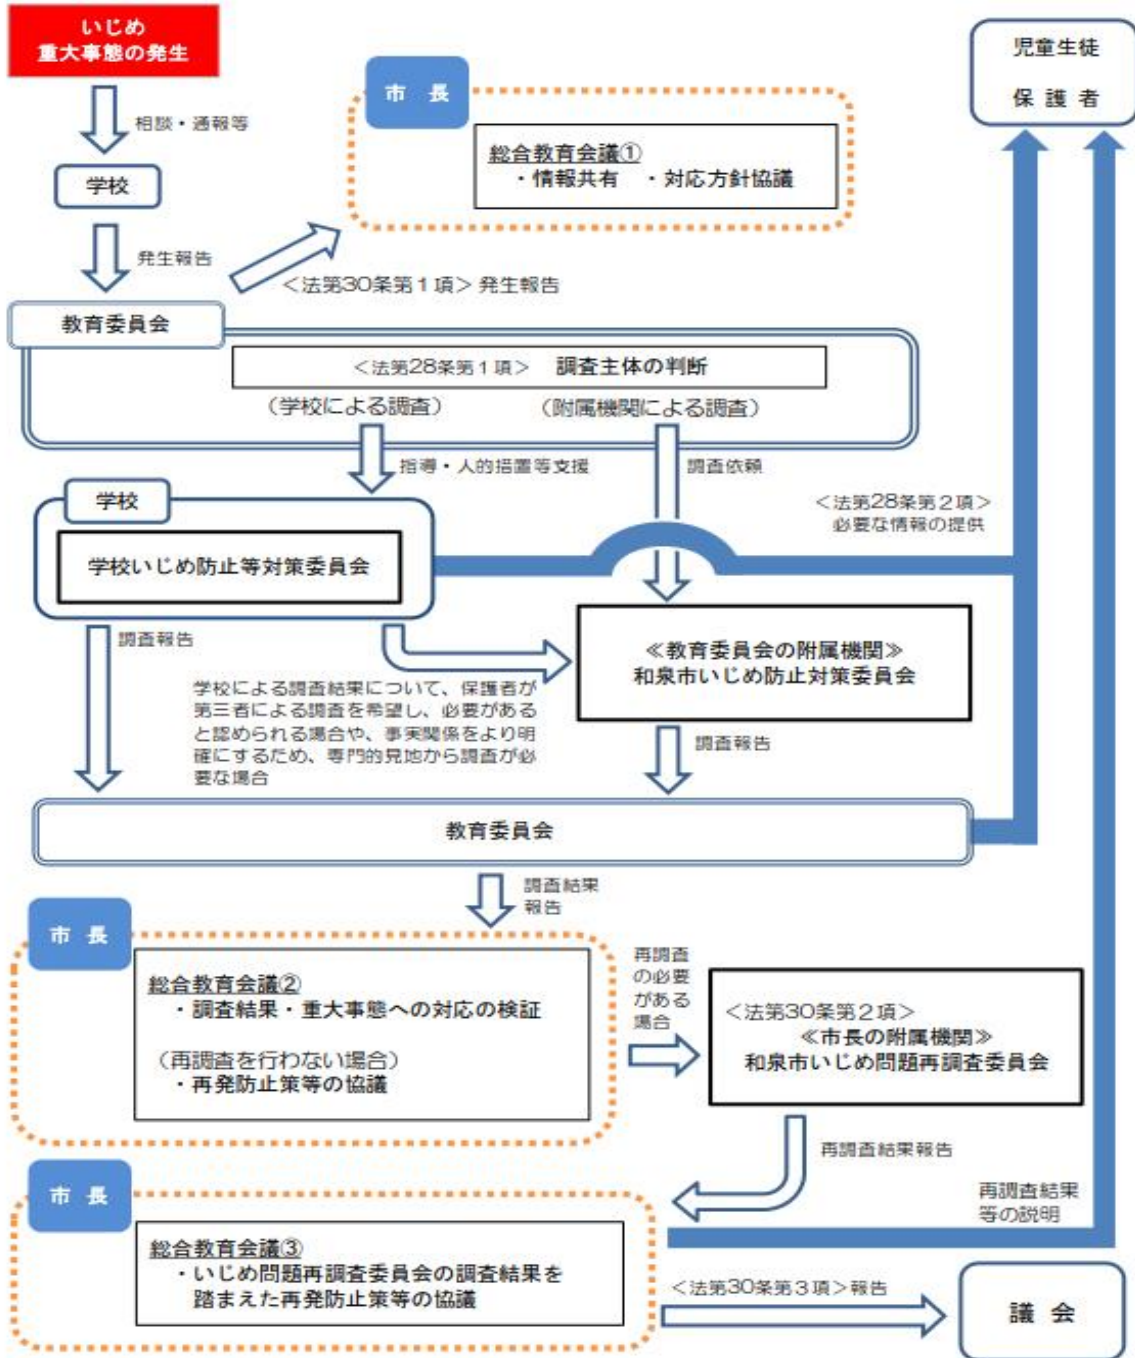 いじめ
重大事態の発生
児童生徒
保護者
市 長
相談・通報等
総合教育会議①
・情報共有 ・対応方針協議
学校
発生報告
＜法第30条第１項＞ 発生報告
教育委員会
＜法第28条第１項＞ 調査主体の判断
（学校による調査）
（附属機関による調査）
指導・人的措置等支援
調査依頼
学校
＜法第28条第２項＞
必要な情報の提供
学校いじめ防止等対策委員会
調査報告
≪教育委員会の附属機関≫
和泉市いじめ防止対策委員会
学校による調査結果について、保護者が
第三者による調査を希望し、必要がある
と認められる場合や、事実関係をより明
確にするため、専門的見地から調査が必
要な場合
調査報告
教育委員会
調査結果
報告
市 長
総合教育会議②
・調査結果・重大事態への対応の検証
（再調査を行わない場合）
・再発防止策等の協議
再調査
の必要
がある
場合
＜法第30条第２項＞
≪市長の附属機関≫
和泉市いじめ問題再調査委員会
再調査結果報告
市 長
再調査結果
等の説明
総合教育会議③
・いじめ問題再調査委員会の調査結果を
踏まえた再発防止策等の協議
＜法第30条第３項＞報告
議 会